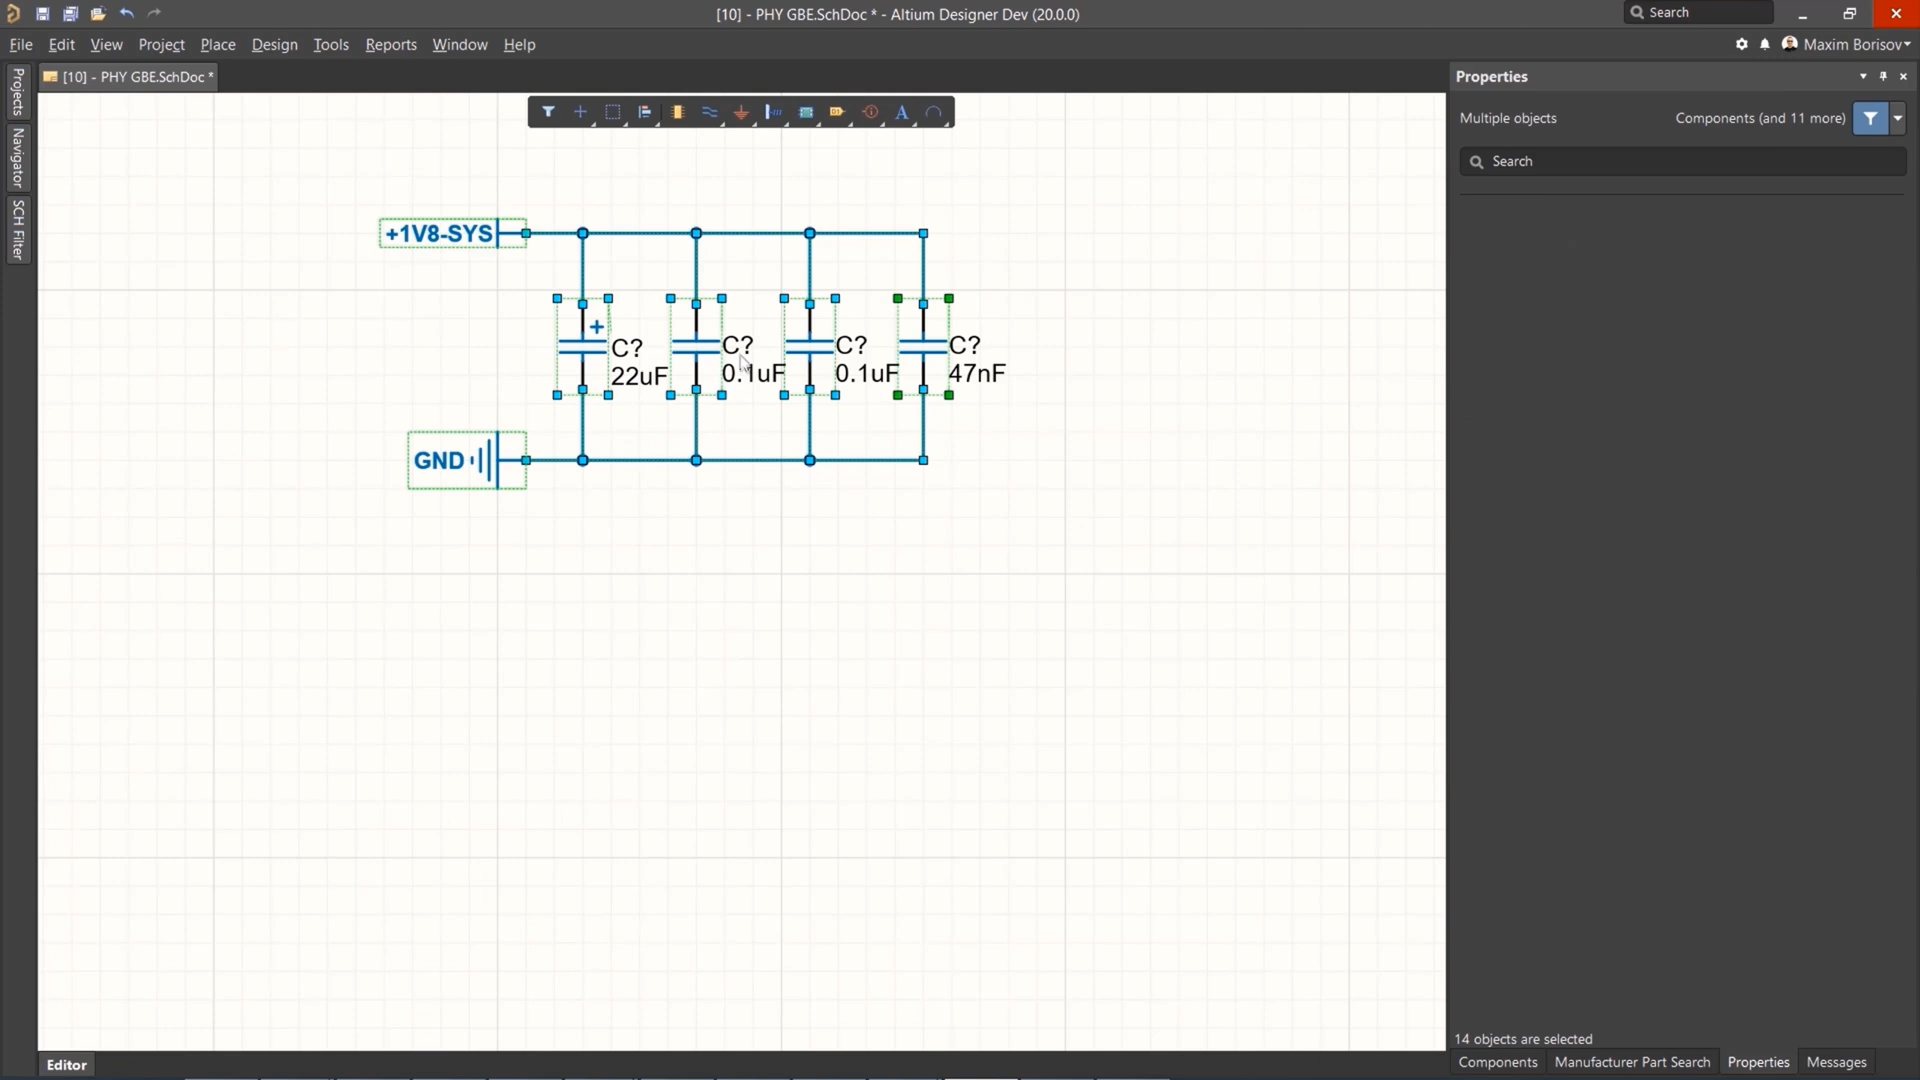 [10] - PHY GBE.SchDoc * - Altium Designer Dev (20.0.0)
Search
File Edit View Project Place Design Tools Reports Window Help
Maxim Borisov
Projects
Navigator
SCH Filter
[10] - PHY GBE.SchDoc *
Properties
Multiple objects
Components (and 11 more)
Search
D1
A
+1V8-SYS
+
C?
22uF
C?
0.1uF
C?
0.1uF
C?
47nF
GND
14 objects are selected
Editor
Components
Manufacturer Part Search
Properties
Messages